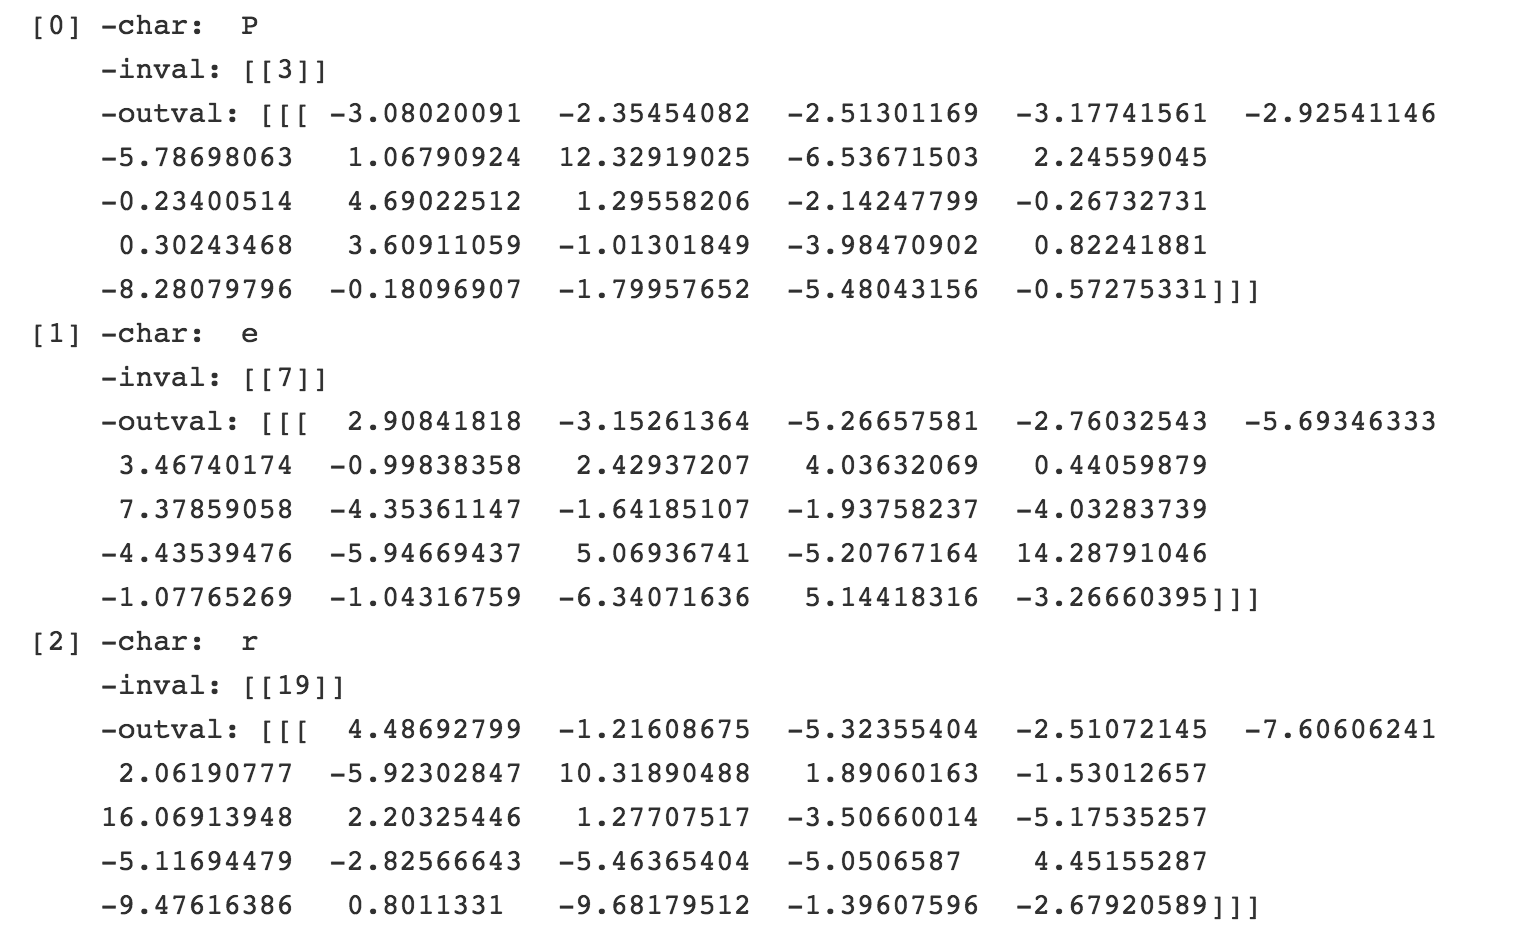 [0] -char:  P
    -inval: [[3]]
    -outval: [[[ -3.08020091  -2.35454082  -2.51301169  -3.17741561  -2.92541146
    -5.78698063   1.06790924  12.32919025  -6.53671503   2.24559045
    -0.23400514   4.69022512   1.29558206  -2.14247799  -0.26732731
     0.30243468   3.60911059  -1.01301849  -3.98470902   0.82241881
    -8.28079796  -0.18096907  -1.79957652  -5.48043156  -0.57275331]]]
[1] -char:  e
    -inval: [[7]]
    -outval: [[[  2.90841818  -3.15261364  -5.26657581  -2.76032543  -5.69346333
     3.46740174  -0.99838358   2.42937207   4.03632069   0.44059879
     7.37859058  -4.35361147  -1.64185107  -1.93758237  -4.03283739
    -4.43539476  -5.94669437   5.06936741  -5.20767164  14.28791046
    -1.07765269  -1.04316759  -6.34071636   5.14418316  -3.26660395]]]
[2] -char:  r
    -inval: [[19]]
    -outval: [[[  4.48692799  -1.21608675  -5.32355404  -2.51072145  -7.60606241
     2.06190777  -5.92302847  10.31890488   1.89060163  -1.53012657
    16.06913948   2.20325446   1.27707517  -3.50660014  -5.17535257
    -5.11694479  -2.82566643  -5.46365404  -5.0506587    4.45155287
    -9.47616386   0.8011331   -9.68179512  -1.39607596  -2.67920589]]]